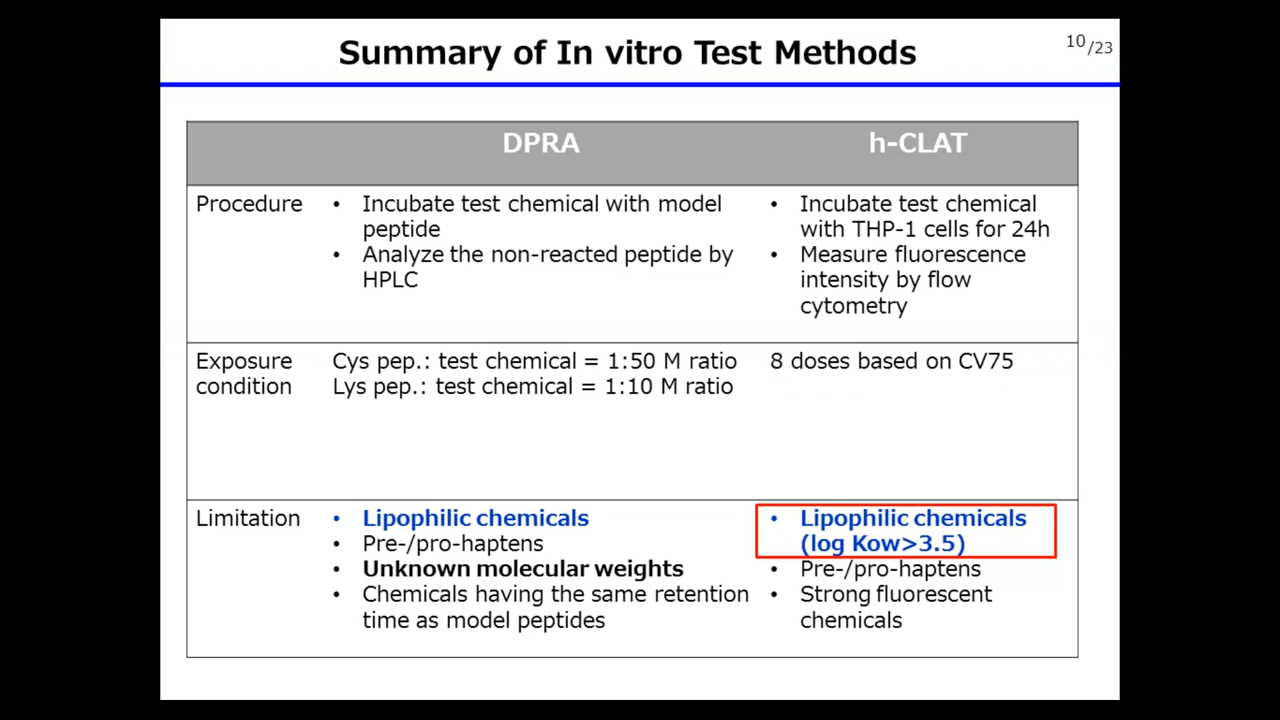 Summary of In vitro Test Methods
10/23
DPRA
h-CLAT
Procedure
• Incubate test chemical with model
peptide
• Analyze the non-reacted peptide by
HPLC
• Incubate test chemical
with THP-1 cells for 24h
• Measure fluorescence
intensity by flow
cytometry
Exposure
condition
Cys pep.: test chemical = 1:50 M ratio
Lys pep.: test chemical = 1:10 M ratio
8 doses based on CV75
Limitation
• Lipophilic chemicals
• Pre-/pro-haptens
• Unknown molecular weights
• Chemicals having the same retention
time as model peptides
• Lipophilic chemicals
(log Kow>3.5)
• Pre-/pro-haptens
• Strong fluorescent
chemicals